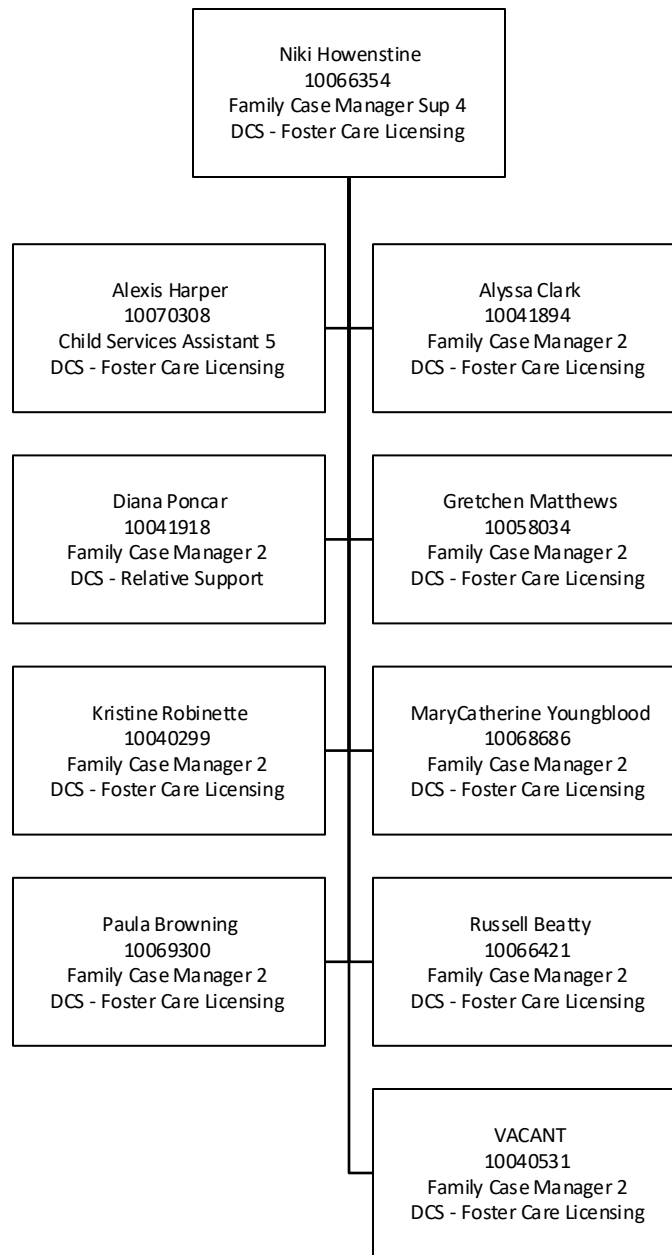 Niki Howenstine
10066354
Family Case Manager Sup 4
DCS - Foster Care Licensing
Alexis Harper
10070308
Child Services Assistant 5
DCS - Foster Care Licensing
Alyssa Clark
10041894
Family Case Manager 2
DCS - Foster Care Licensing
Diana Poncar
10041918
Family Case Manager 2
DCS - Relative Support
Gretchen Matthews
10058034
Family Case Manager 2
DCS - Foster Care Licensing
Kristine Robinette
10040299
Family Case Manager 2
DCS - Foster Care Licensing
MaryCatherine Youngblood
10068686
Family Case Manager 2
DCS - Foster Care Licensing
Paula Browning
10069300
Family Case Manager 2
DCS - Foster Care Licensing
Russell Beatty
10066421
Family Case Manager 2
DCS - Foster Care Licensing
VACANT
10040531
Family Case Manager 2
DCS - Foster Care Licensing